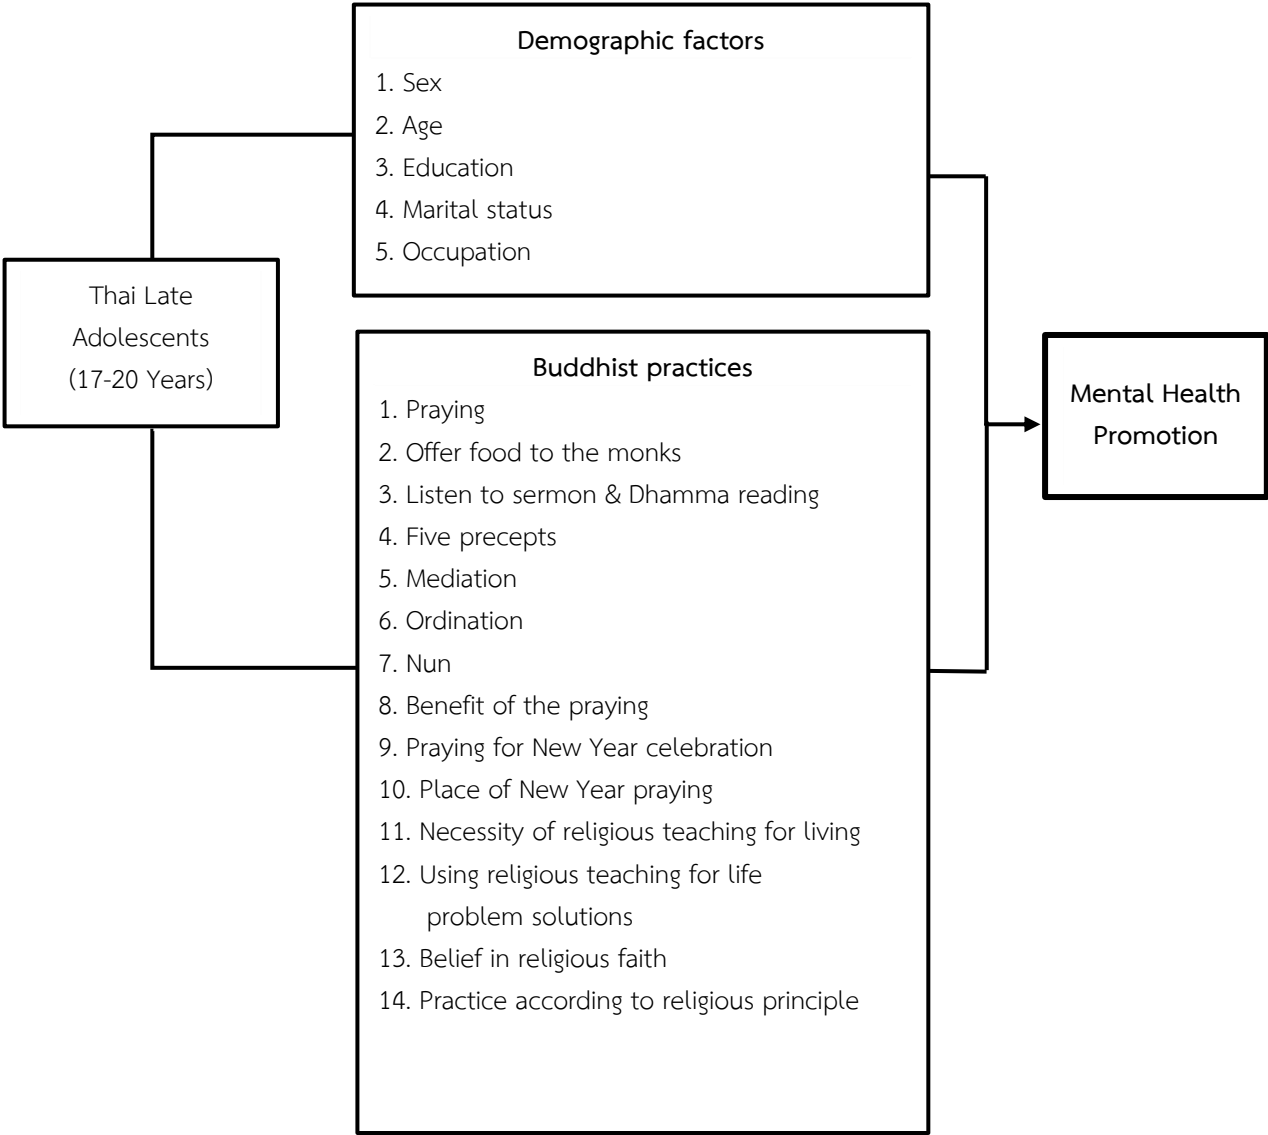 Demographic factors
1. Sex
2. Age
3. Education
4. Marital status
5. Occupation
Thai Late
Adolescents
(17-20 Years)
Buddhist practices
1. Praying
2. Offer food to the monks
3. Listen to sermon & Dhamma reading
4. Five precepts
5. Mediation
6. Ordination
7. Nun
8. Benefit of the praying
9. Praying for New Year celebration
10. Place of New Year praying
11. Necessity of religious teaching for living
12. Using religious teaching for life
problem solutions
13. Belief in religious faith
14. Practice according to religious principle
Mental Health
Promotion